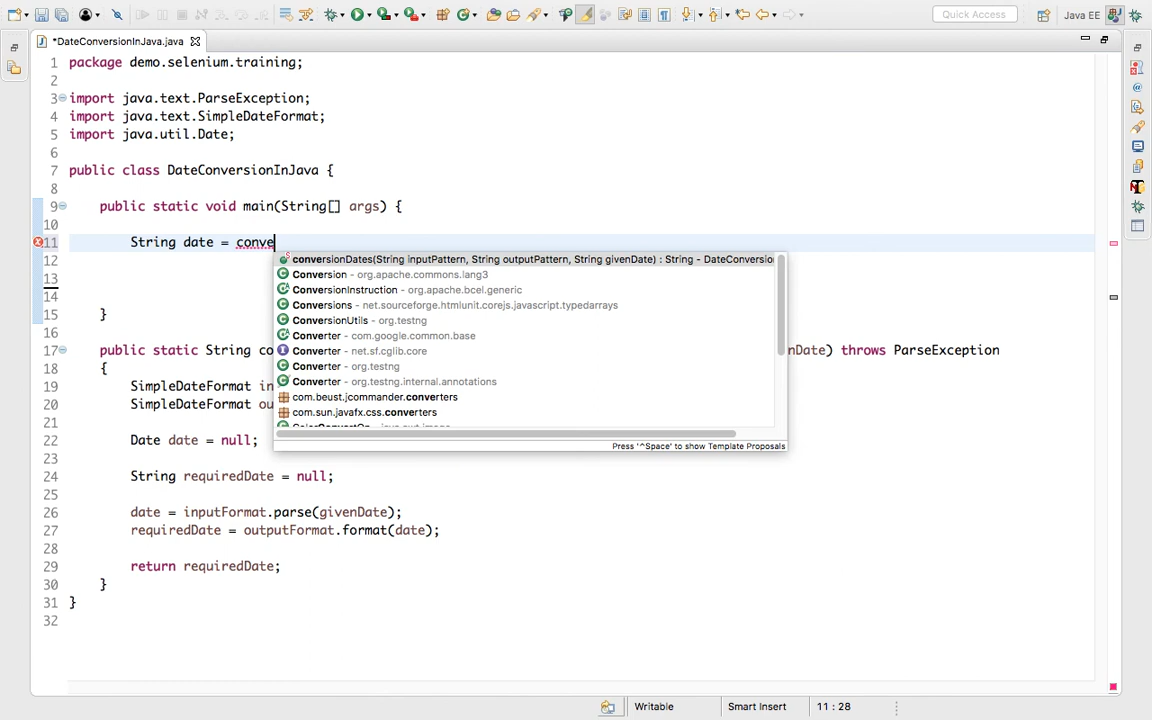 Quick Access
Java EE
*DateConversionInJava.java
1 package demo.selenium.training;
2
3 import java.text.ParseException;
4 import java.text.SimpleDateFormat;
5 import java.util.Date;
6
7 public class DateConversionInJava {
8
9 public static void main(String[] args) {
10
11 String date = conve
12
13
14
15 }
16
17 public static String co nDate) throws ParseException
18 {
19 SimpleDateFormat in
20 SimpleDateFormat ou
21
22 Date date = null;
23
24 String requiredDate = null;
25
26 date = inputFormat.parse(givenDate);
27 requiredDate = outputFormat.format(date);
28
29 return requiredDate;
30 }
31 }
32
conversionDates(String inputPattern, String outputPattern, String givenDate) : String - DateConversio
Conversion - org.apache.commons.lang3
ConversionInstruction - org.apache.bcel.generic
Conversions - net.sourceforge.htmlunit.corejs.javascript.typedarrays
ConversionUtils - org.testng
Converter - com.google.common.base
Converter - net.sf.cglib.core
Converter - org.testng
Converter - org.testng.internal.annotations
com.beust.jcommander.converters
com.sun.javafx.css.converters
Press '^Space' to show Template Proposals
Writable
Smart Insert
11 : 28